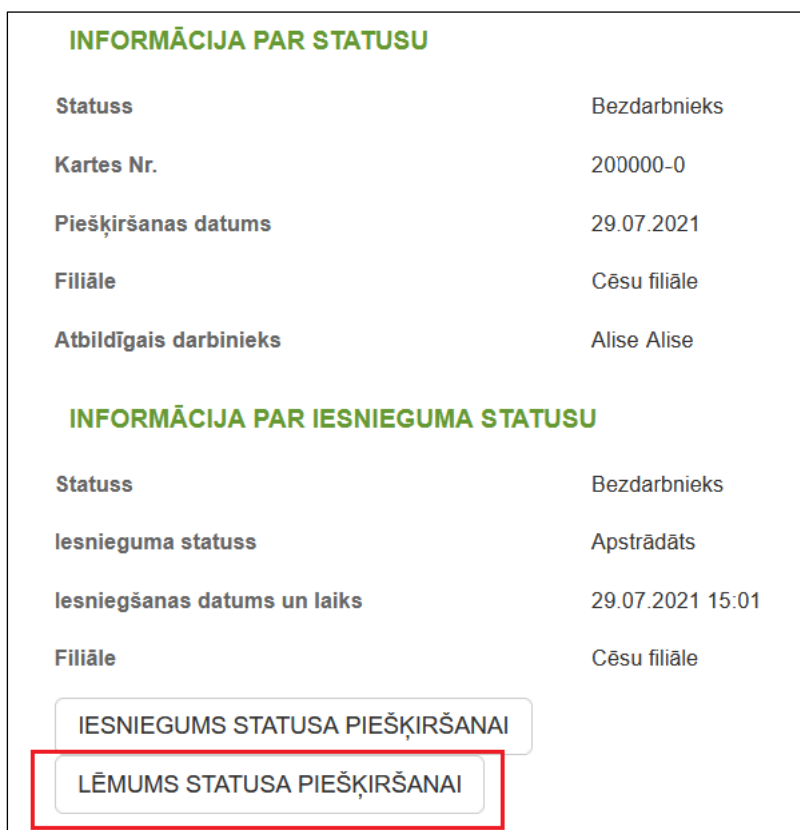 INFORMĀCIJA PAR STATUSU
Statuss Bezdarbnieks
Kartes Nr. 200000-0
Piešķiršanas datums 29.07.2021
Filiāle Cēsu filiāle
Atbildīgais darbinieks Alise Alise
INFORMĀCIJA PAR IESNIEGUMA STATUSU
Statuss Bezdarbnieks
Iesnieguma statuss Apstrādāts
Iesniegšanas datums un laiks 29.07.2021 15:01
Filiāle Cēsu filiāle
IESNIEGUMS STATUSA PIEŠĶIRŠANAI
LĒMUMS STATUSA PIEŠĶIRŠANAI